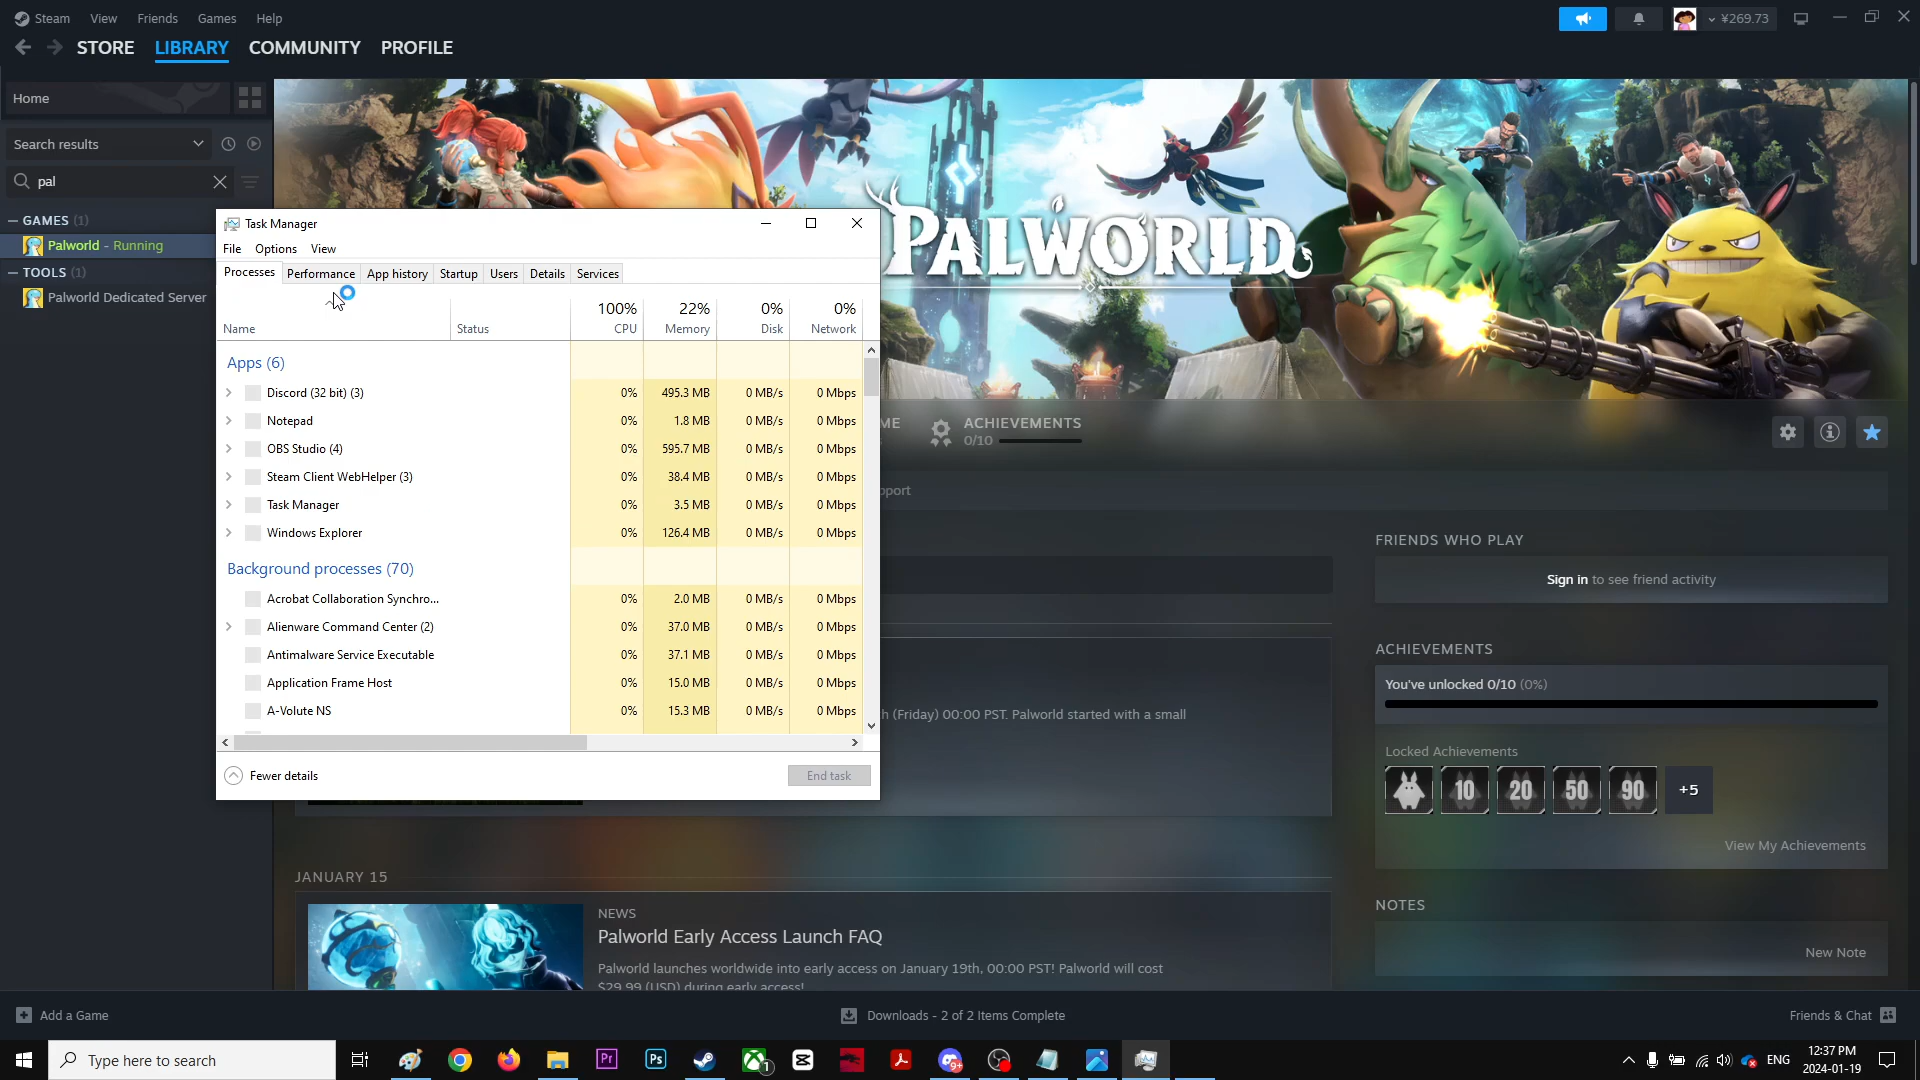 Steam View Friends Games Help
¥269.73
STORE LIBRARY COMMUNITY PROFILE
Home
Search results
pal
GAMES (1)
Palworld - Running
TOOLS (1)
Palworld Dedicated Server
PALWORLD
Task Manager
File Options View
Processes Performance App history Startup Users Details Services
100% 22% 0% 0%
Name Status CPU Memory Disk Network
Apps (6)
Discord (32 bit) (3) 0% 495.3 MB 0 MB/s 0 Mbps
Notepad 0% 1.8 MB 0 MB/s 0 Mbps
OBS Studio (4) 0% 595.7 MB 0 MB/s 0 Mbps
Steam Client WebHelper (3) 0% 38.4 MB 0 MB/s 0 Mbps
Task Manager 0% 3.5 MB 0 MB/s 0 Mbps
Windows Explorer 0% 126.4 MB 0 MB/s 0 Mbps
Background processes (70)
Acrobat Collaboration Synchro... 0% 2.0 MB 0 MB/s 0 Mbps
Alienware Command Center (2) 0% 37.0 MB 0 MB/s 0 Mbps
Antimalware Service Executable 0% 37.1 MB 0 MB/s 0 Mbps
Application Frame Host 0% 15.0 MB 0 MB/s 0 Mbps
A-Volute NS 0% 15.3 MB 0 MB/s 0 Mbps
Fewer details End task
ME ACHIEVEMENTS
0/10
pport
h (Friday) 00:00 PST. Palworld started with a small
JANUARY 15
NEWS
Palworld Early Access Launch FAQ
Palworld launches worldwide into early access on January 19th, 00:00 PST! Palworld will cost
$29.99 (USD) during early access!
FRIENDS WHO PLAY
Sign in to see friend activity
ACHIEVEMENTS
You've unlocked 0/10 (0%)
Locked Achievements
10 20 50 90 +5
View My Achievements
NOTES
New Note
Add a Game Downloads - 2 of 2 Items Complete Friends & Chat
Type here to search
Pr Ps 1 9+
ENG 12:37 PM
2024-01-19